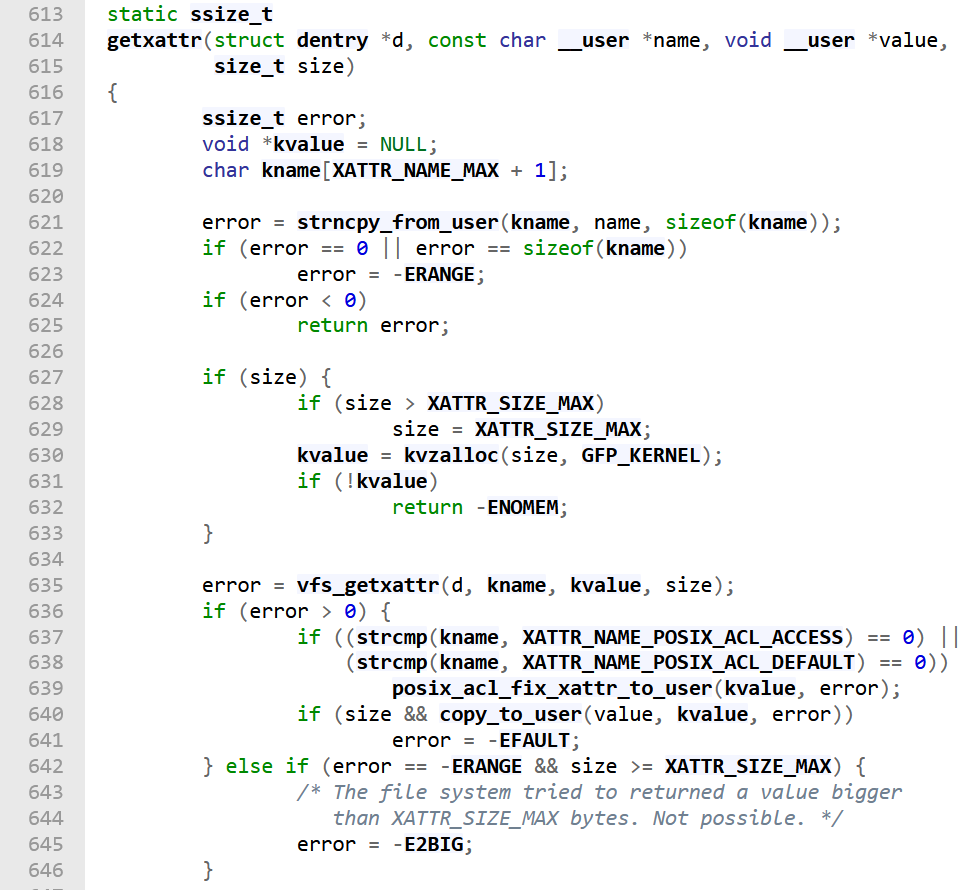 613 static ssize_t
614 getxattr(struct dentry *d, const char __user *name, void __user *value,
615          size_t size)
616 {
617         ssize_t error;
618         void *kvalue = NULL;
619         char kname[XATTR_NAME_MAX + 1];
620
621         error = strncpy_from_user(kname, name, sizeof(kname));
622         if (error == 0 || error == sizeof(kname))
623                 error = -ERANGE;
624         if (error < 0)
625                 return error;
626
627         if (size) {
628                 if (size > XATTR_SIZE_MAX)
629                         size = XATTR_SIZE_MAX;
630                 kvalue = kvzalloc(size, GFP_KERNEL);
631                 if (!kvalue)
632                         return -ENOMEM;
633         }
634
635         error = vfs_getxattr(d, kname, kvalue, size);
636         if (error > 0) {
637                 if ((strcmp(kname, XATTR_NAME_POSIX_ACL_ACCESS) == 0) ||
638                     (strcmp(kname, XATTR_NAME_POSIX_ACL_DEFAULT) == 0))
639                         posix_acl_fix_xattr_to_user(kvalue, error);
640                 if (size && copy_to_user(value, kvalue, error))
641                         error = -EFAULT;
642         } else if (error == -ERANGE && size >= XATTR_SIZE_MAX) {
643                 /* The file system tried to returned a value bigger
644                    than XATTR_SIZE_MAX bytes. Not possible. */
645                 error = -E2BIG;
646         }